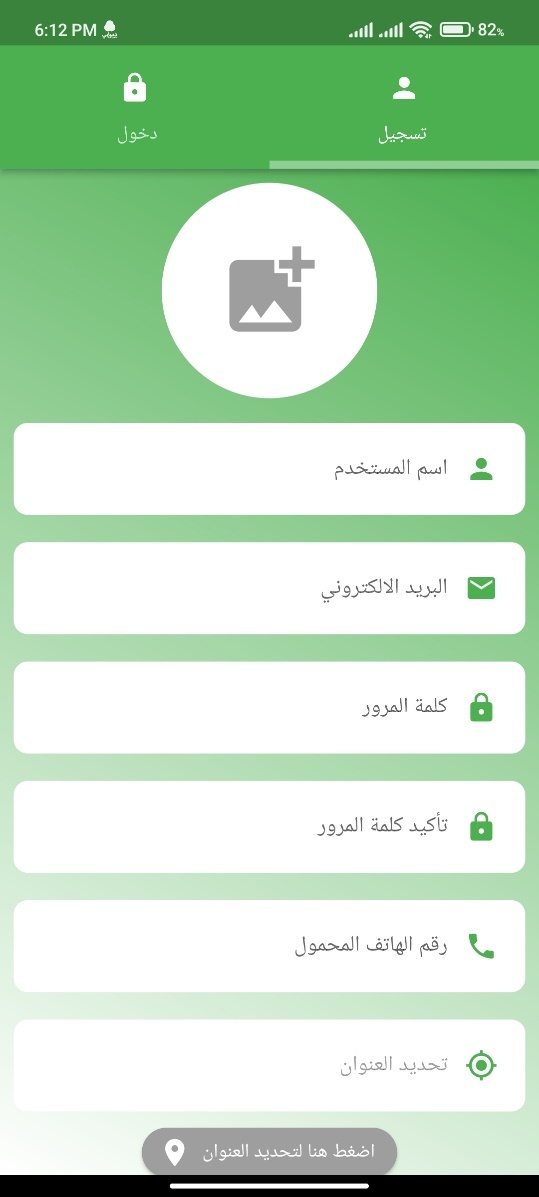 6:12 PM
82%
تسجيل
دخول
اسم المستخدم
البريد الالكتروني
كلمة المرور
تأكيد كلمة المرور
رقم الهاتف المحمول
تحديد العنوان
اضغط هنا لتحديد العنوان